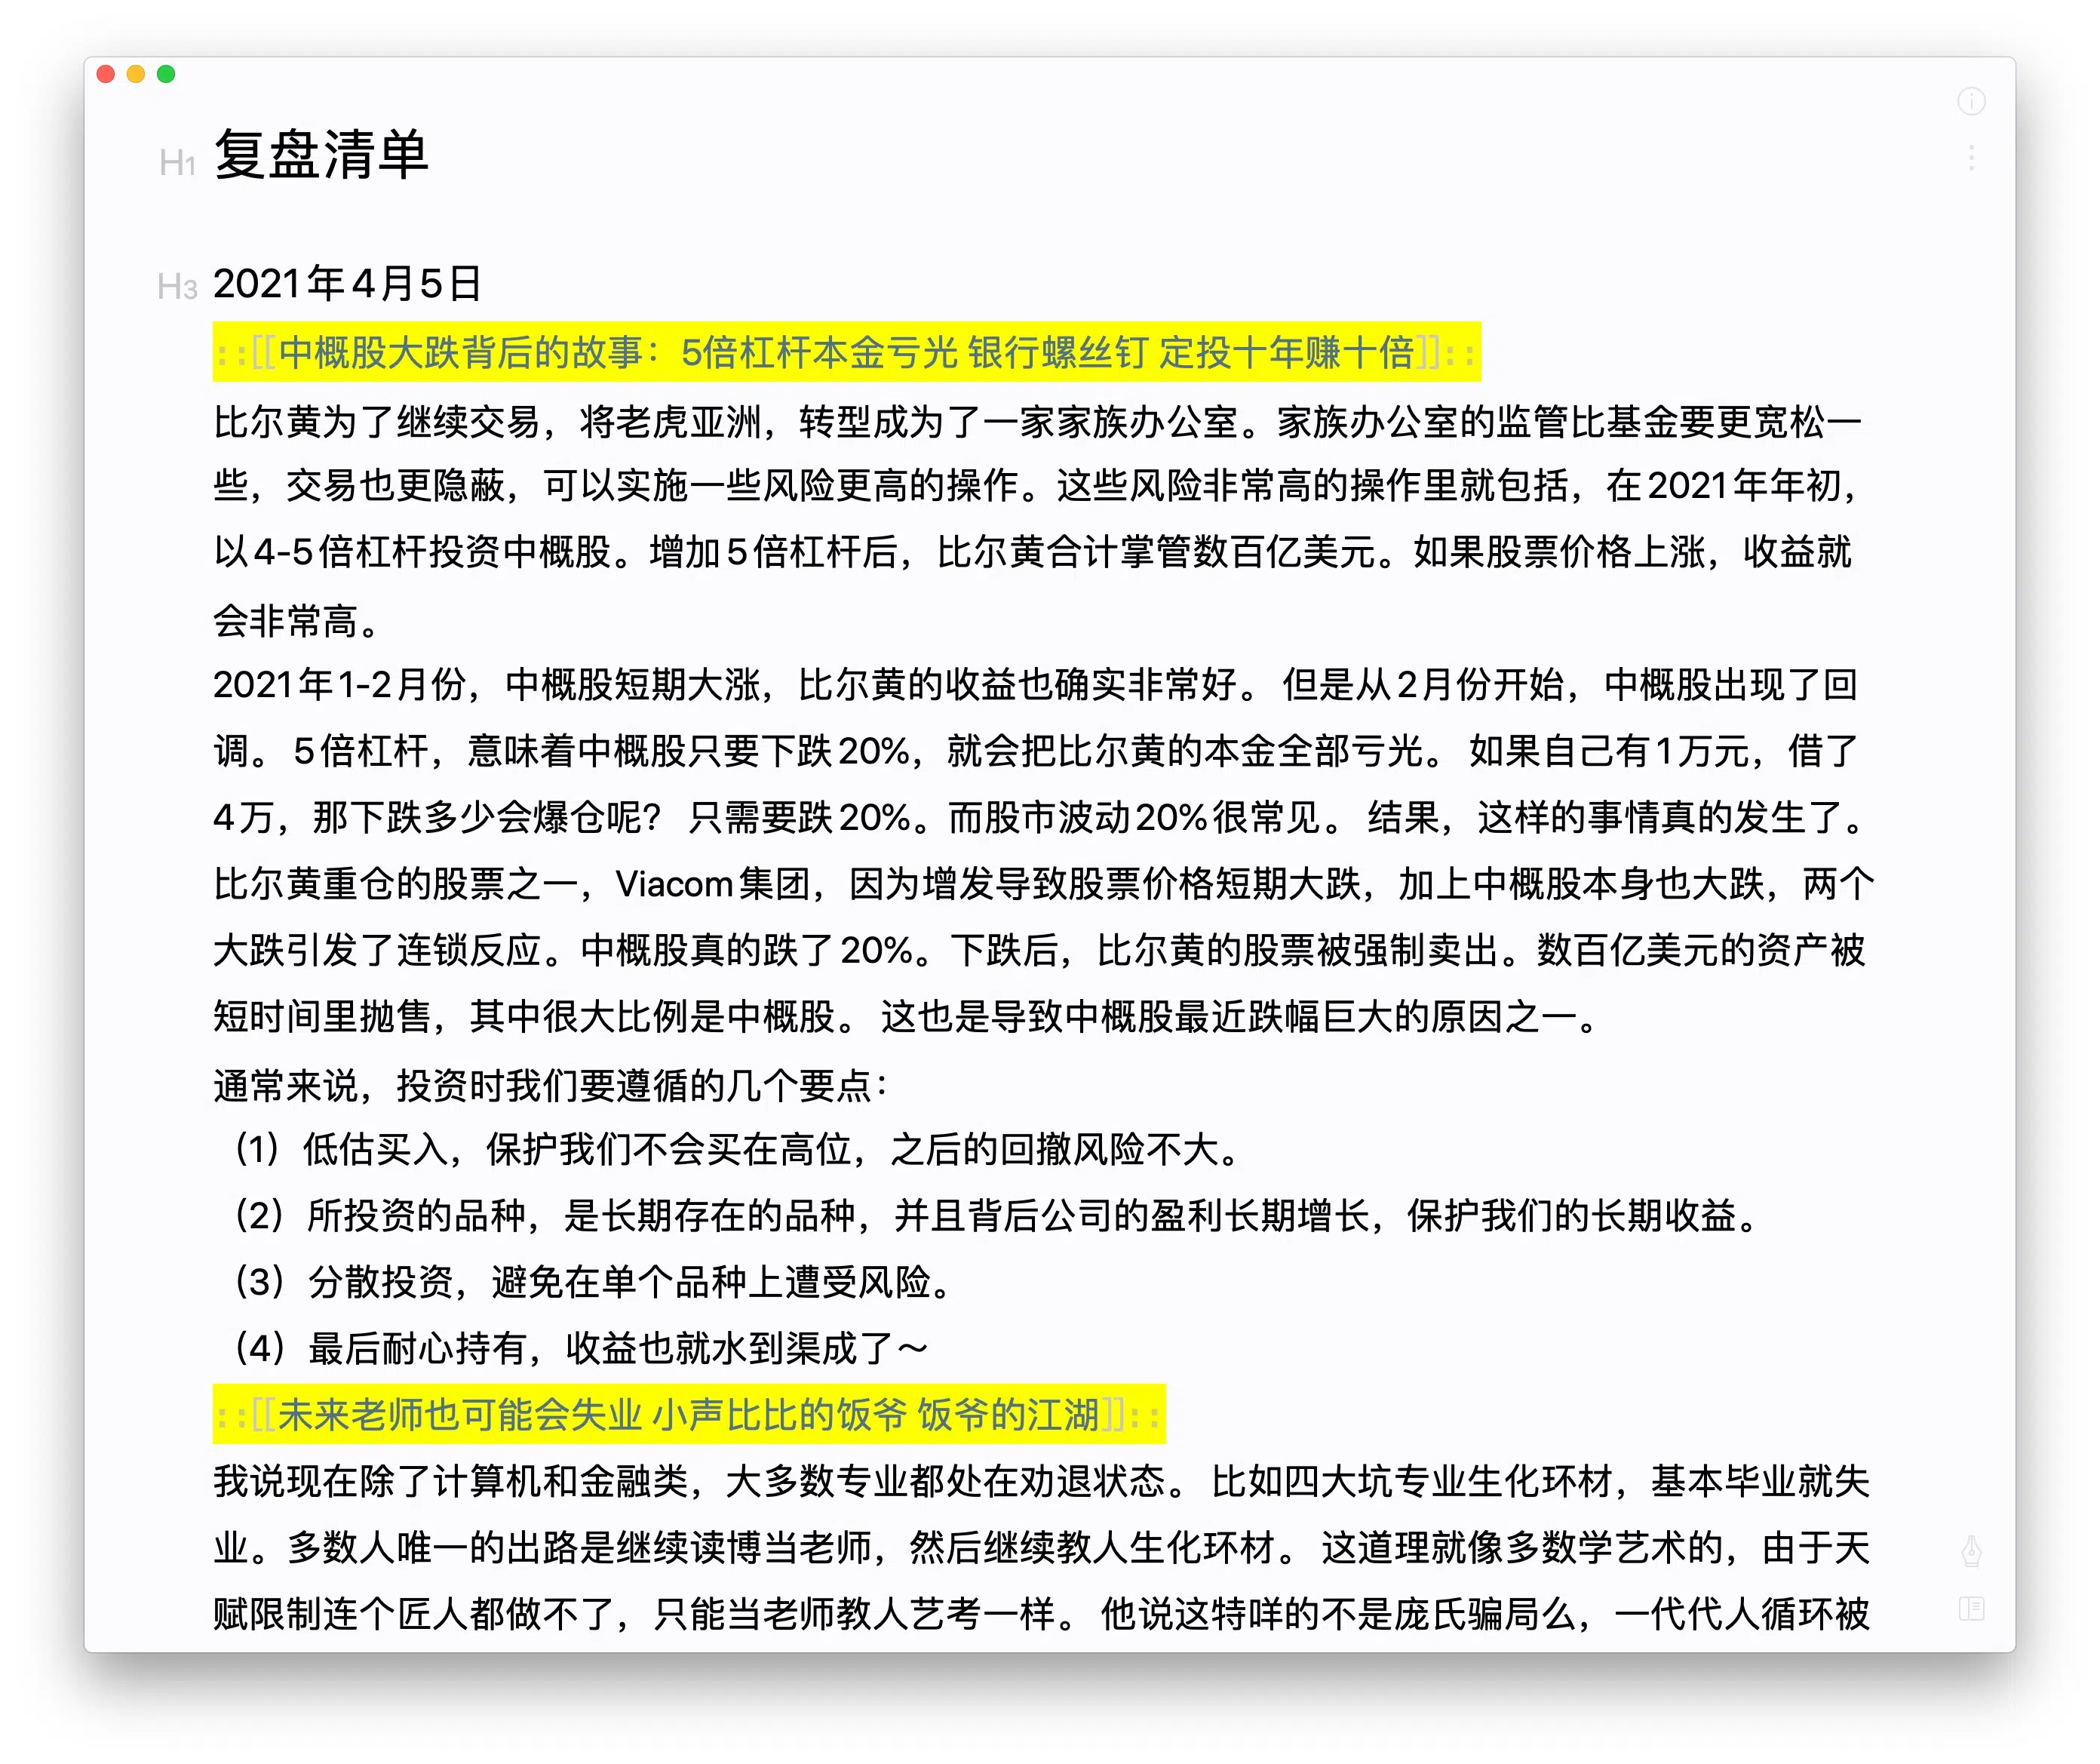 H1 复盘清单
H3 2021年4月5日
::[[中概股大跌背后的故事：5倍杠杆本金亏光 银行螺丝钉 定投十年赚十倍]]::
比尔黄为了继续交易，将老虎亚洲，转型成为了一家家族办公室。家族办公室的监管比基金要更宽松一
些，交易也更隐蔽，可以实施一些风险更高的操作。这些风险非常高的操作里就包括，在2021年年初，
以4-5倍杠杆投资中概股。增加5倍杠杆后，比尔黄合计掌管数百亿美元。如果股票价格上涨，收益就
会非常高。
2021年1-2月份，中概股短期大涨，比尔黄的收益也确实非常好。 但是从2月份开始，中概股出现了回
调。 5倍杠杆，意味着中概股只要下跌20%，就会把比尔黄的本金全部亏光。 如果自己有1万元，借了
4万，那下跌多少会爆仓呢？ 只需要跌20%。而股市波动20%很常见。 结果，这样的事情真的发生了。
比尔黄重仓的股票之一，Viacom集团，因为增发导致股票价格短期大跌，加上中概股本身也大跌，两个
大跌引发了连锁反应。中概股真的跌了20%。下跌后，比尔黄的股票被强制卖出。数百亿美元的资产被
短时间里抛售，其中很大比例是中概股。 这也是导致中概股最近跌幅巨大的原因之一。
通常来说，投资时我们要遵循的几个要点：
（1）低估买入，保护我们不会买在高位，之后的回撤风险不大。
（2）所投资的品种，是长期存在的品种，并且背后公司的盈利长期增长，保护我们的长期收益。
（3）分散投资，避免在单个品种上遭受风险。
（4）最后耐心持有，收益也就水到渠成了～
::[[未来老师也可能会失业 小声比比的饭爷 饭爷的江湖]]::
我说现在除了计算机和金融类，大多数专业都处在劝退状态。 比如四大坑专业生化环材，基本毕业就失
业。多数人唯一的出路是继续读博当老师，然后继续教人生化环材。 这道理就像多数学艺术的，由于天
赋限制连个匠人都做不了，只能当老师教人艺考一样。 他说这特咩的不是庞氏骗局么，一代代人循环被